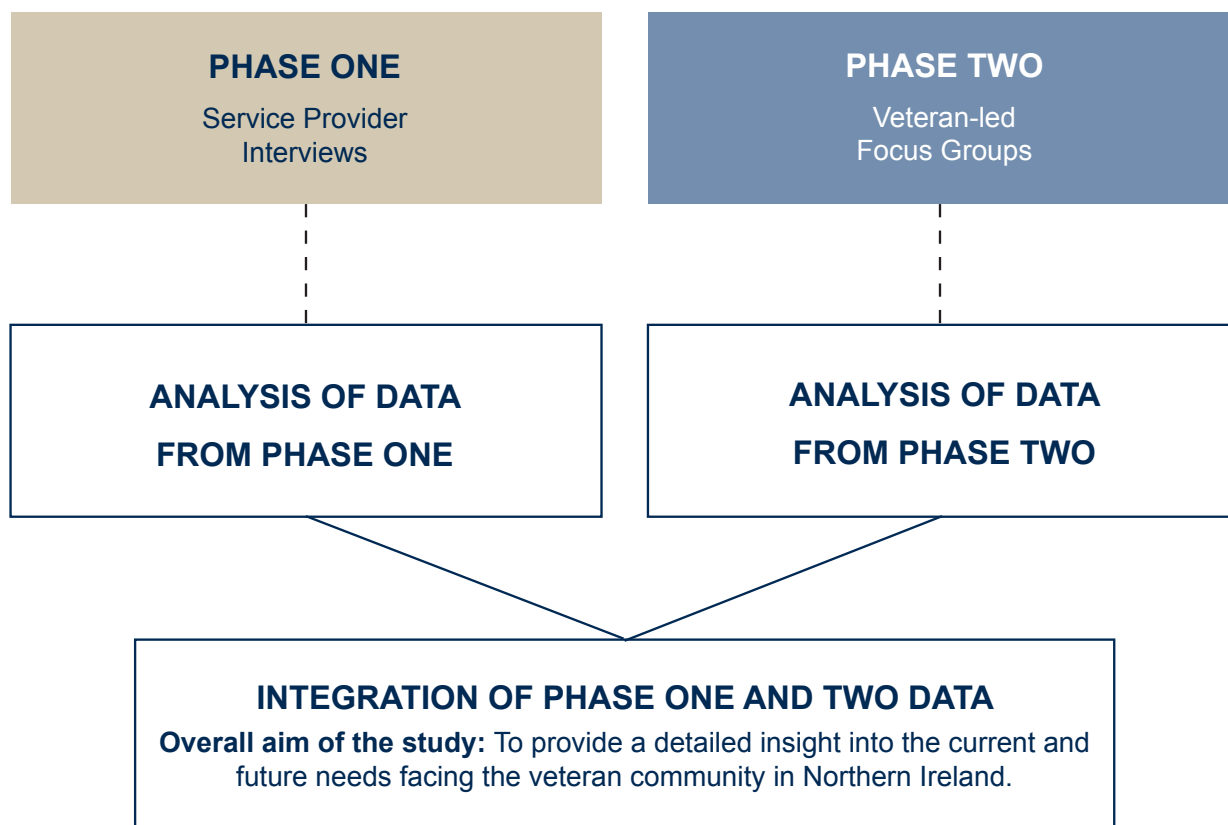 PHASE ONE
Service Provider
Interviews
PHASE TWO
Veteran-led
Focus Groups
ANALYSIS OF DATA
FROM PHASE ONE
ANALYSIS OF DATA
FROM PHASE TWO
INTEGRATION OF PHASE ONE AND TWO DATA
Overall aim of the study: To provide a detailed insight into the current and
future needs facing the veteran community in Northern Ireland.